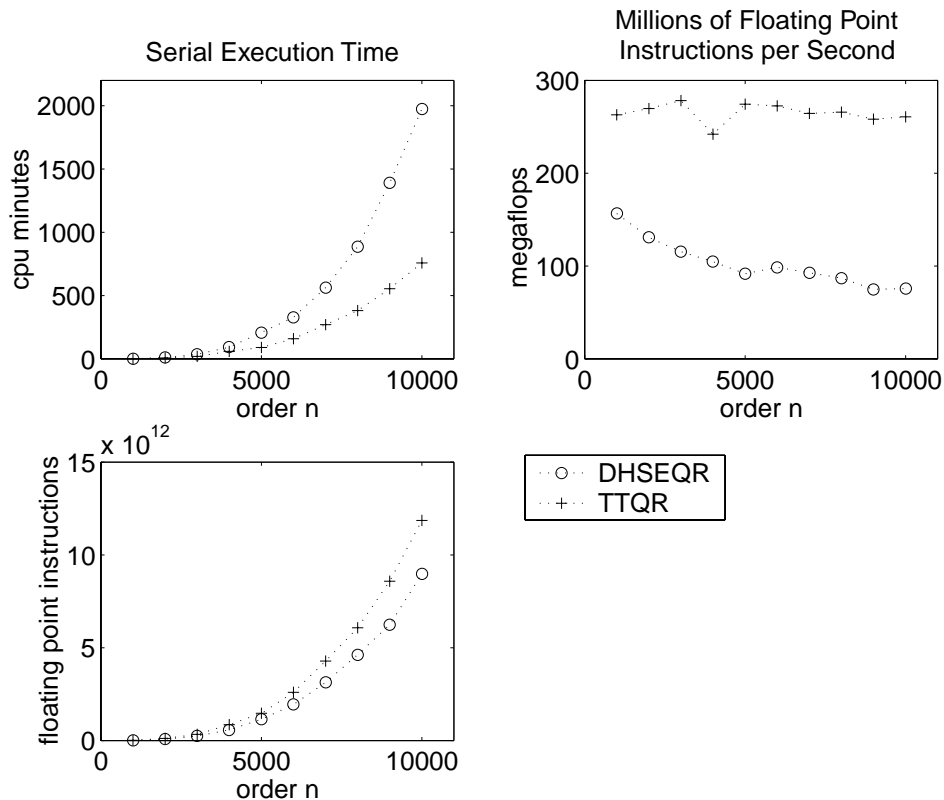 Serial Execution Time
2000
1500
1000
500
0
cpu minutes
0 5000 10000
order n
Millions of Floating Point
Instructions per Second
300
200
100
0
megaflops
0 5000 10000
order n
x 10^12
15
10
5
0
floating point instructions
0 5000 10000
order n
DHSEQR
TTQR